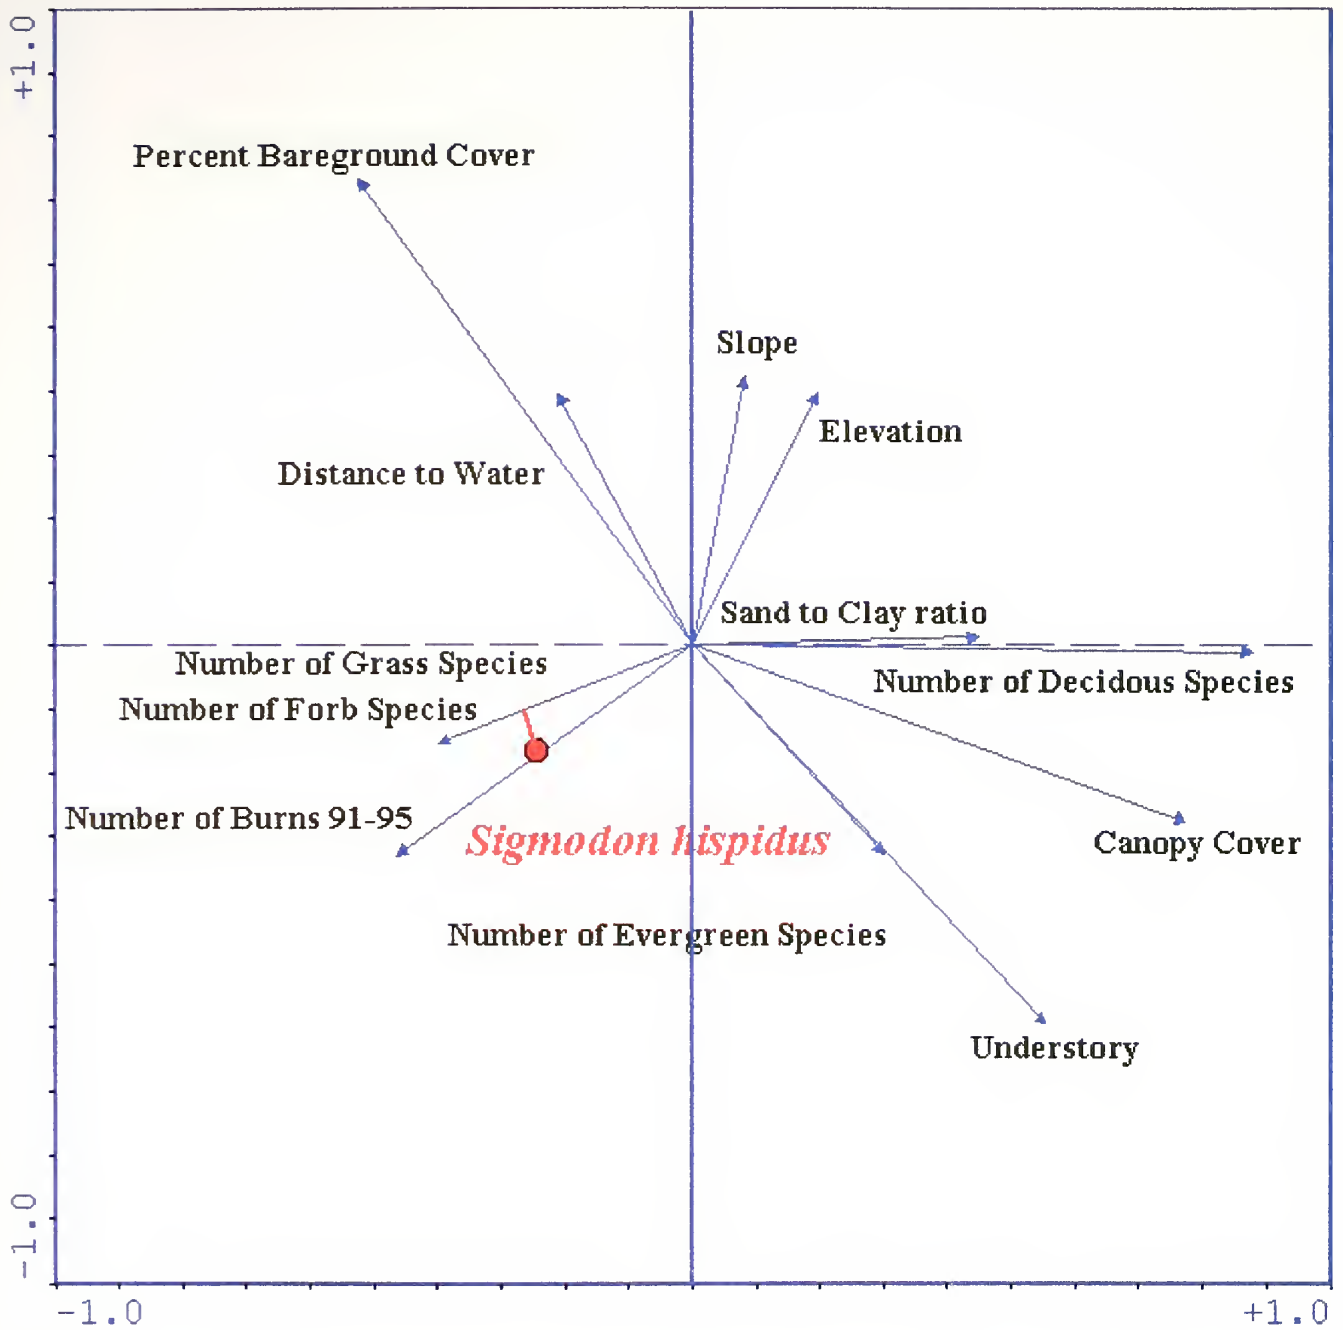 +1.0
Percent Bareground Cover
Slope
Elevation
Distance to Water
Sand to Clay ratio
Number of Grass Species
Number of Decidous Species
Number of Forb Species
Number of Burns 91-95
Sigmodon hispidus
Canopy Cover
Number of Evergreen Species
Understory
-1.0
-1.0
+1.0